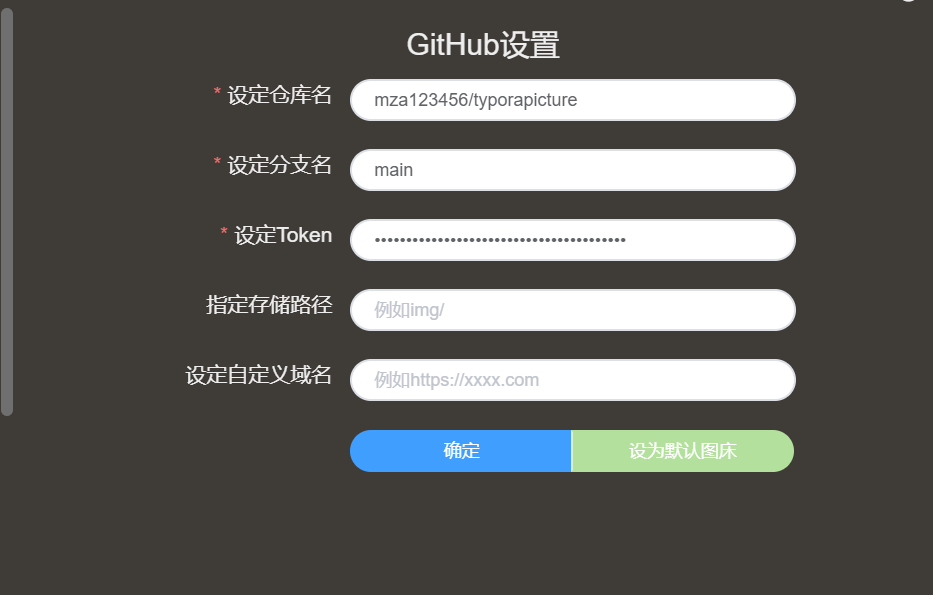 GitHub设置
* 设定仓库名 mza123456/typorapicture
* 设定分支名 main
* 设定Token ••••••••••••••••••••••••••••••••••••••••
指定存储路径 例如img/
设定自定义域名 例如https://xxxx.com
确定 设为默认图床